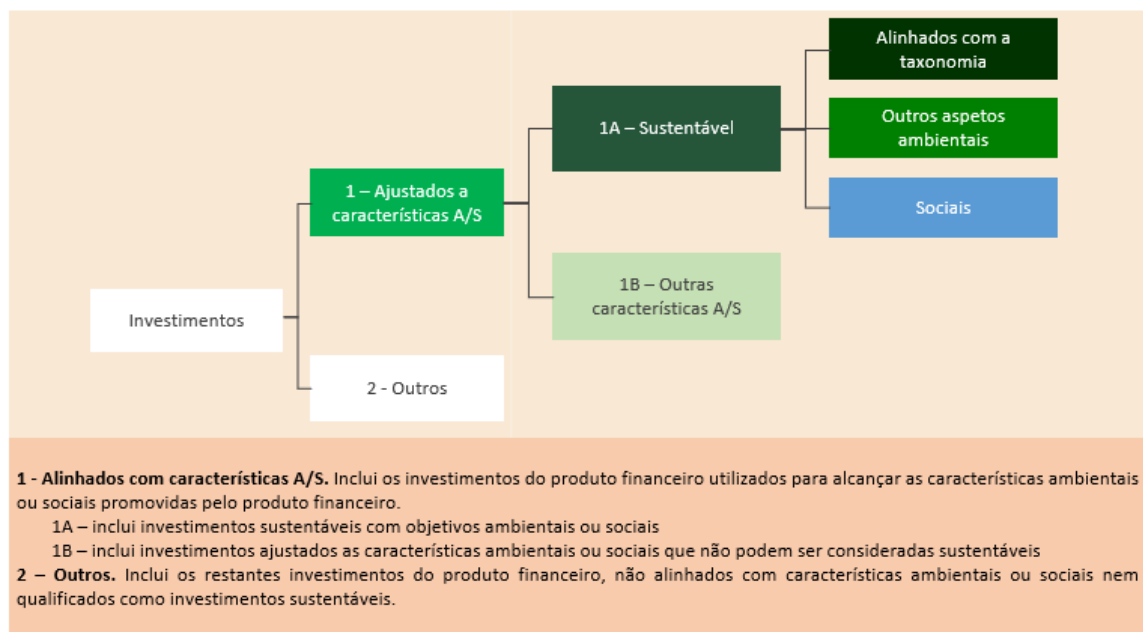 Alinhados com a
taxonomia
1A – Sustentável
Outros aspetos
ambientais
1 – Ajustados a
características A/S
Sociais
1B – Outras
características A/S
Investimentos
2 - Outros
1 - Alinhados com características A/S. Inclui os investimentos do produto financeiro utilizados para alcançar as características ambientais
ou sociais promovidas pelo produto financeiro.
1A – inclui investimentos sustentáveis com objetivos ambientais ou sociais
1B – inclui investimentos ajustados as características ambientais ou sociais que não podem ser consideradas sustentáveis
2 – Outros. Inclui os restantes investimentos do produto financeiro, não alinhados com características ambientais ou sociais nem
qualificados como investimentos sustentáveis.